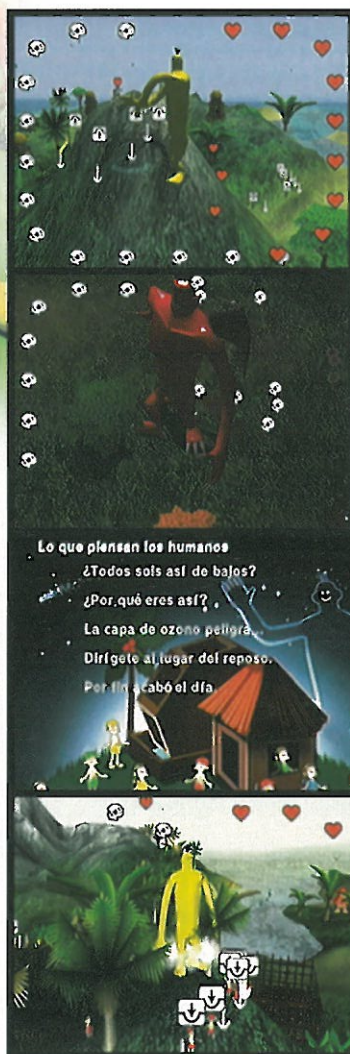 Lo que piensan los humanos
¿Todos sois así de bajos?
¿Por qué eres así?
La capa de ozono peligra...
Dirígete al lugar del reposo.
Por fin acabó el día.